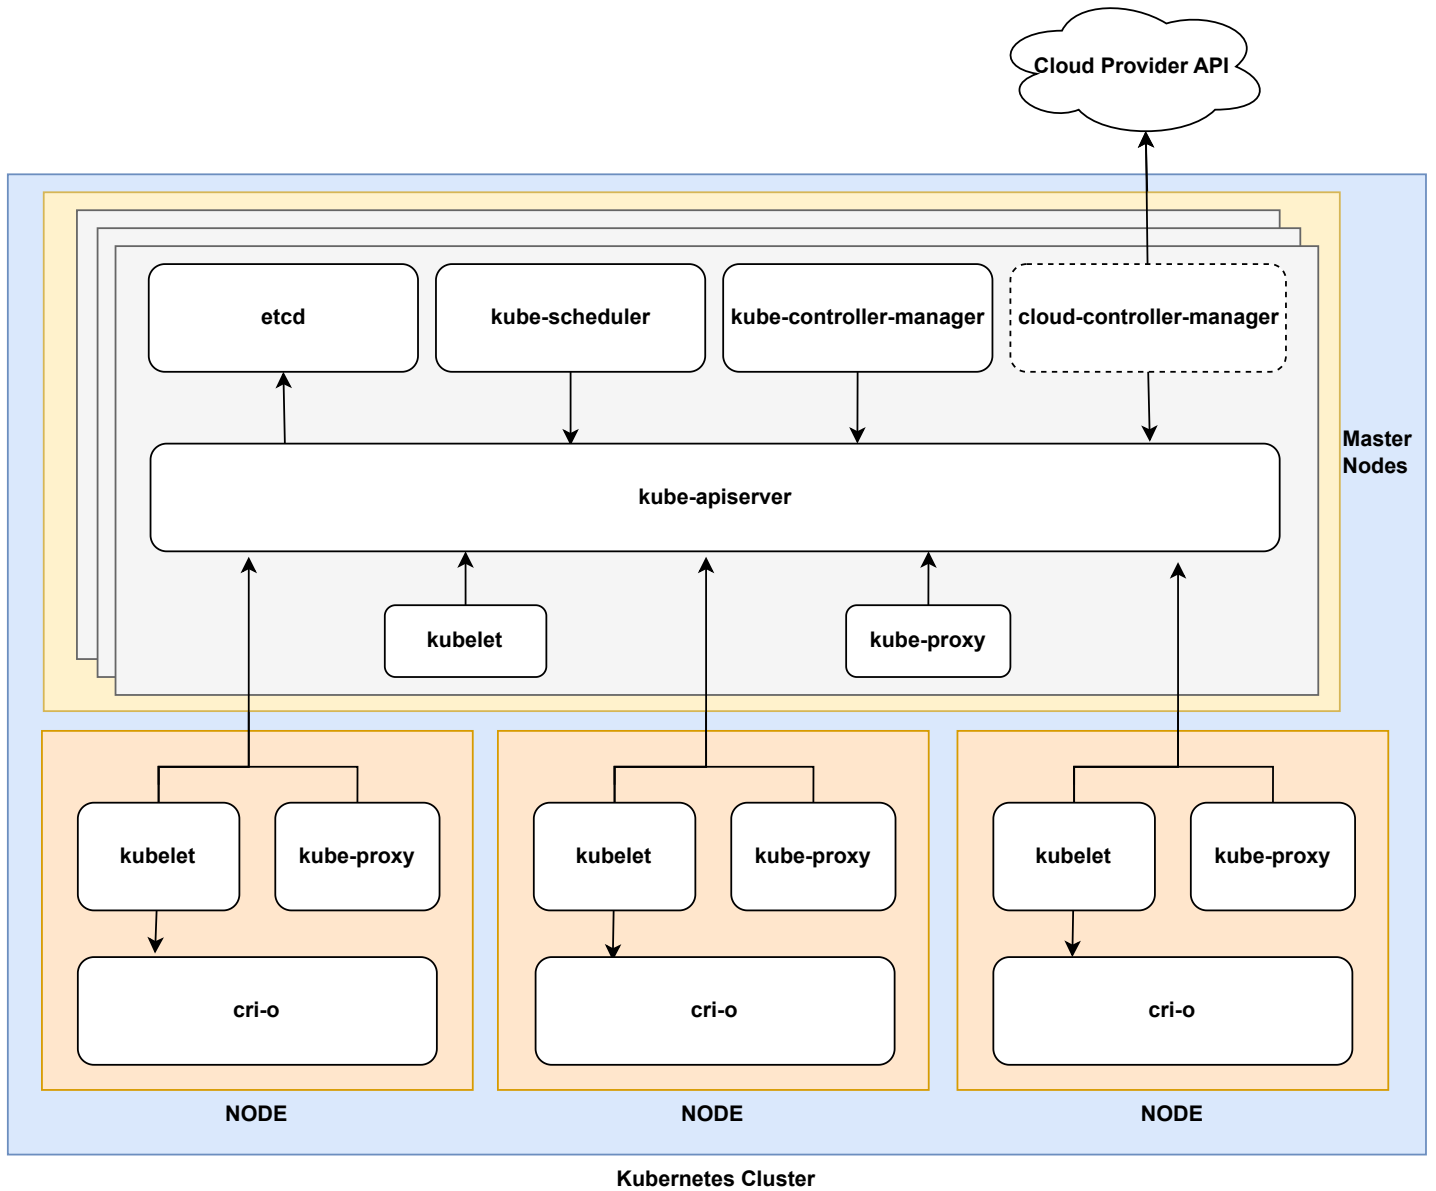 Cloud Provider API
etcd
kube-scheduler
kube-controller-manager
cloud-controller-manager
Master
Nodes
kube-apiserver
kubelet
kube-proxy
kubelet
kube-proxy
kubelet
kube-proxy
kubelet
kube-proxy
cri-o
cri-o
cri-o
NODE
NODE
NODE
Kubernetes Cluster